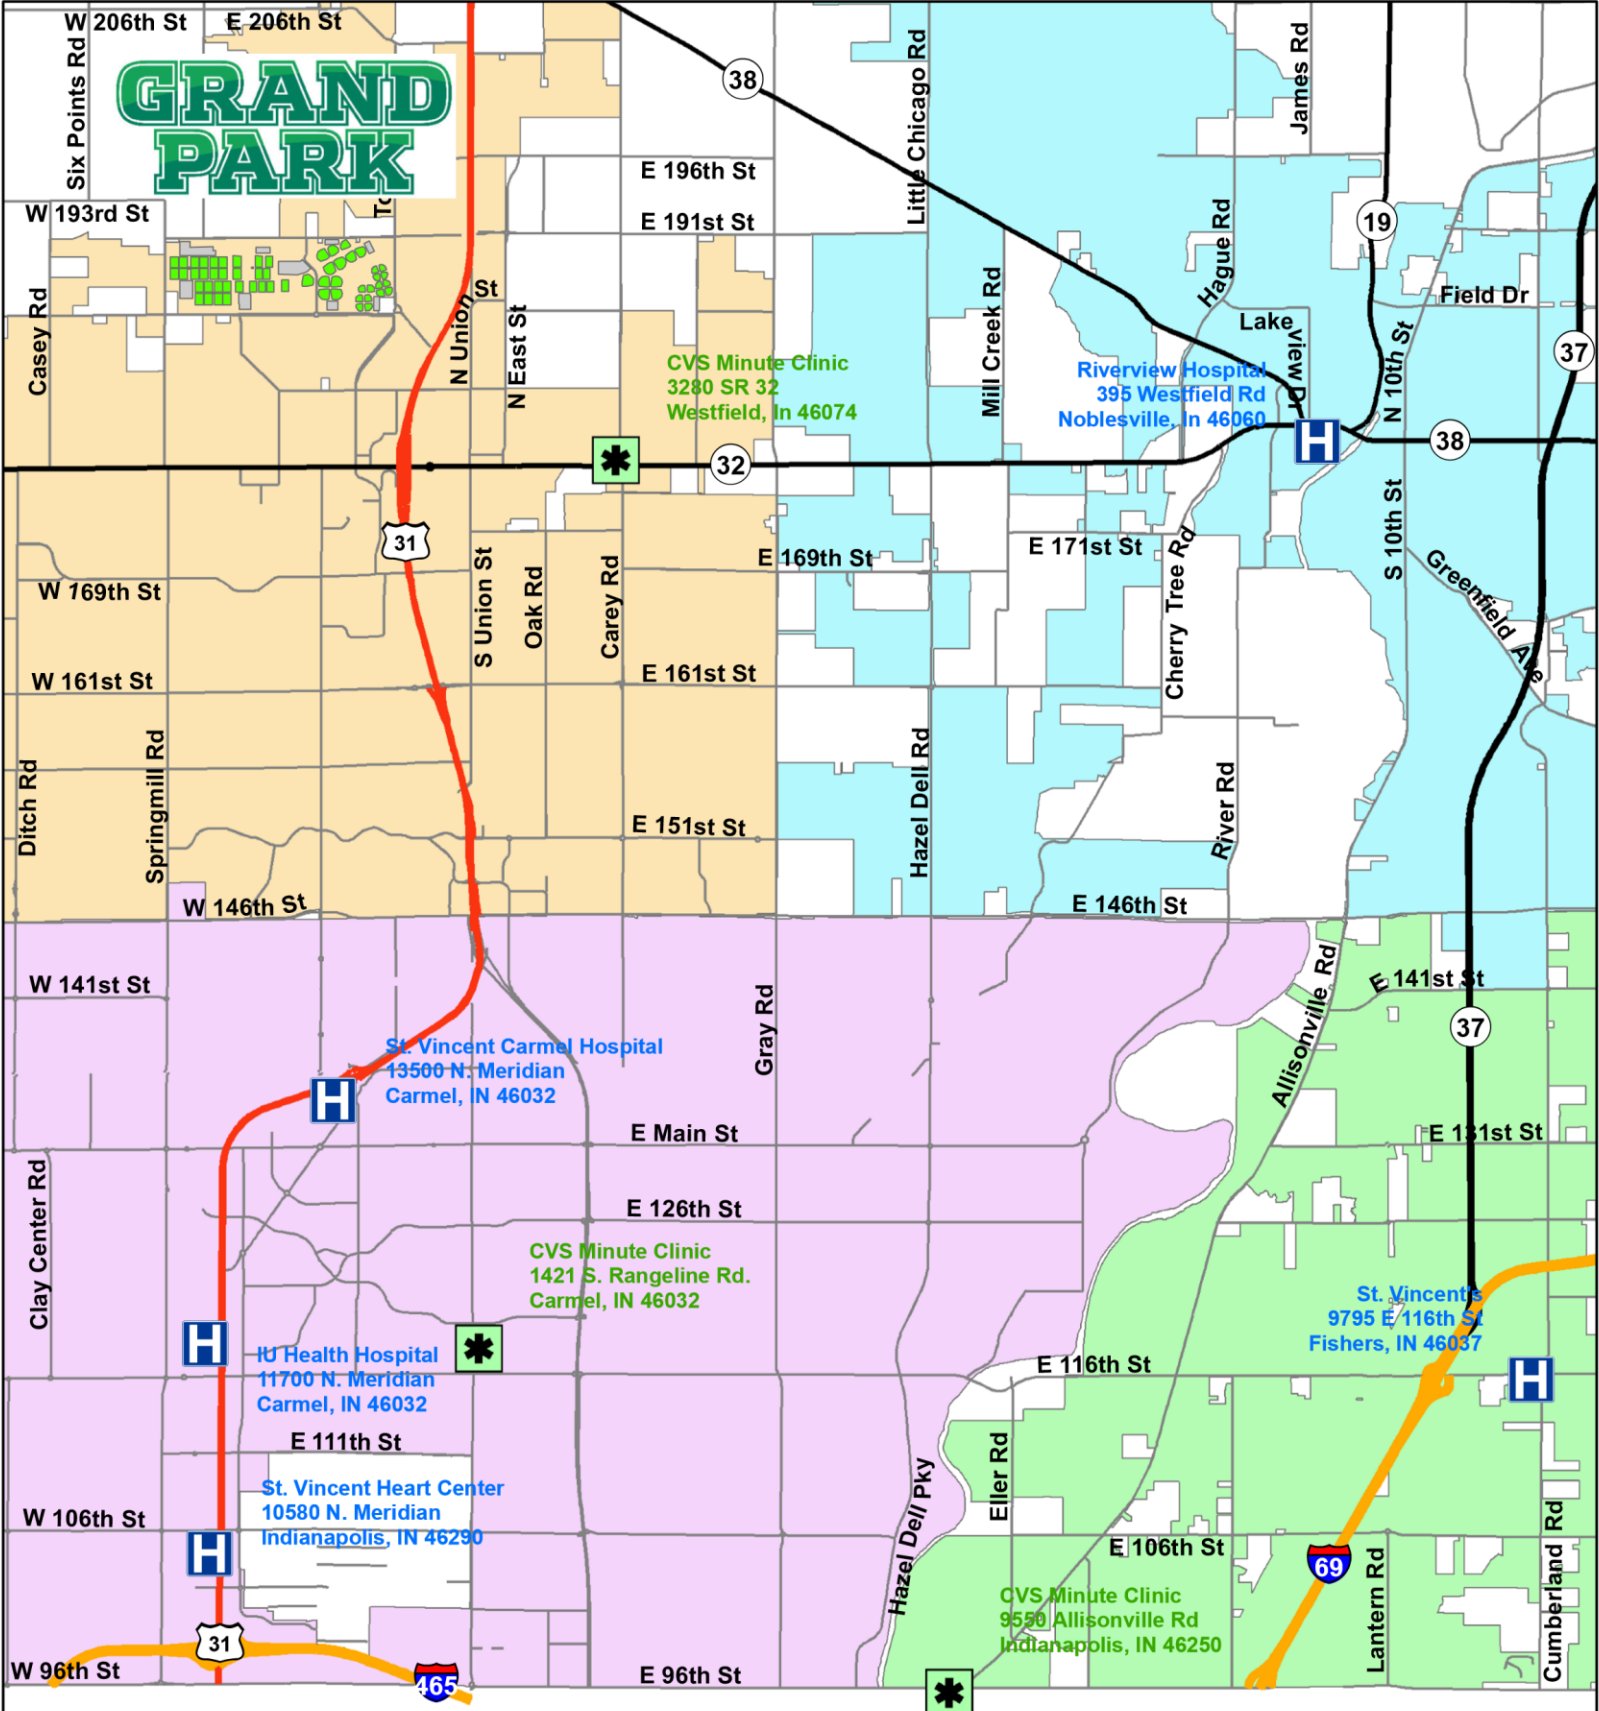 W 206th St
E 206th St
Six Points Rd
GRAND
PARK
38
Little Chicago Rd
James Rd
E 196th St
W 193rd St
To
E 191st St
19
Hague Rd
Casey Rd
N Union St
N East St
Mill Creek Rd
Field Dr
Lake
view Dr
N 10th St
37
CVS Minute Clinic
3280 SR 32
Westfield, In 46074
Riverview Hospital
395 Westfield Rd
Noblesville, In 46060
H
38
32
31
S 10th St
E 169th St
E 171st St
W 169th St
S Union St
Oak Rd
Carey Rd
Cherry Tree Rd
Greenfield Ave
W 161st St
E 161st St
Ditch Rd
Springmill Rd
Hazel Dell Rd
River Rd
E 151st St
W 146th St
E 146th St
W 141st St
Gray Rd
Allisonville Rd
E 141st St
37
St. Vincent Carmel Hospital
13500 N. Meridian
Carmel, IN 46032
H
E Main St
E 131st St
Clay Center Rd
E 126th St
CVS Minute Clinic
1421 S. Rangeline Rd.
Carmel, IN 46032
St. Vincent's
9795 E 116th St
Fishers, IN 46037
H
IU Health Hospital
11700 N. Meridian
Carmel, IN 46032
E 116th St
H
E 111th St
Eller Rd
Hazel Dell Pky
St. Vincent Heart Center
10580 N. Meridian
Indianapolis, IN 46290
W 106th St
H
E 106th St
69
Lantern Rd
Cumberland Rd
CVS Minute Clinic
9550 Allisonville Rd
Indianapolis, IN 46250
31
W 96th St
465
E 96th St